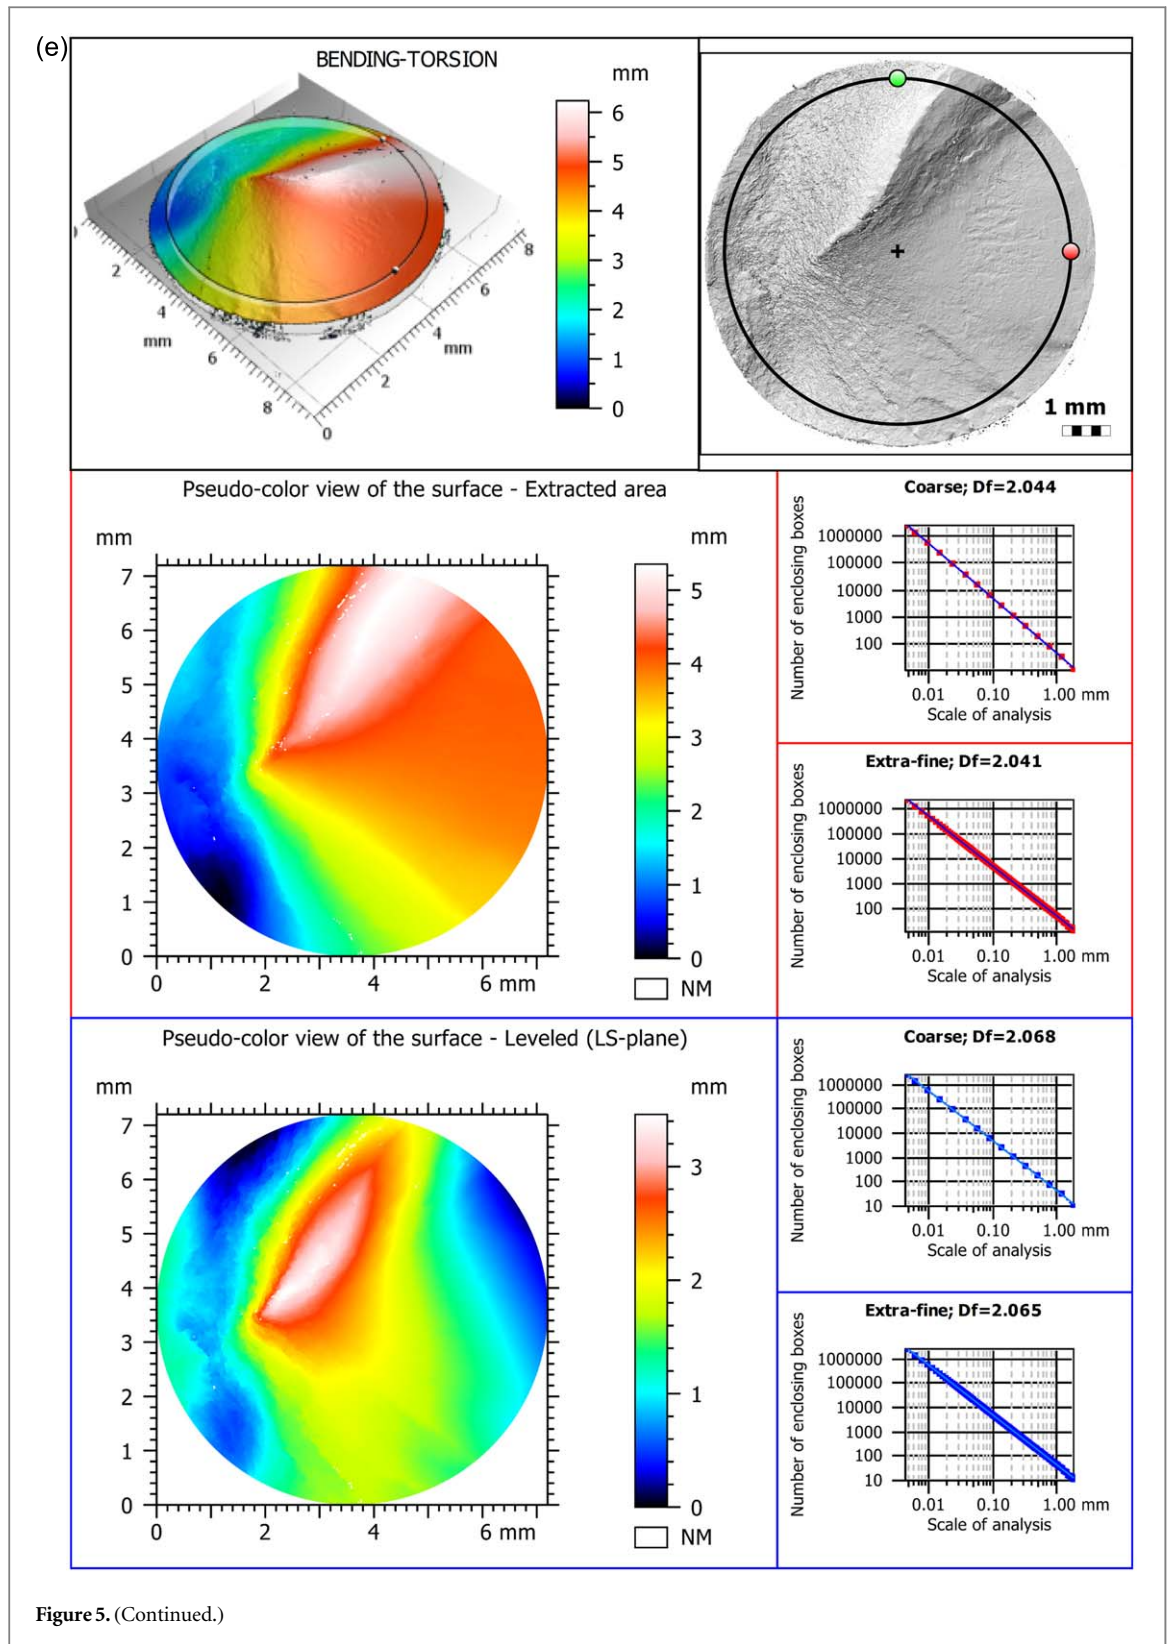 (e)
BENDING-TORSION
mm
6
5
4
3
2
1
0
2
4
mm
6
8
0
2
4
mm
6
8
1 mm
Pseudo-color view of the surface - Extracted area
mm
7
6
5
4
3
2
1
0
0 2 4 6 mm
mm
5
4
3
2
1
0
NM
Coarse; Df=2.044
Number of enclosing boxes
1000000
100000
10000
1000
100
0.01 0.10 1.00 mm
Scale of analysis
Extra-fine; Df=2.041
Number of enclosing boxes
1000000
100000
10000
1000
100
0.01 0.10 1.00 mm
Scale of analysis
Pseudo-color view of the surface - Leveled (LS-plane)
mm
7
6
5
4
3
2
1
0
0 2 4 6 mm
mm
3
2
1
0
NM
Coarse; Df=2.068
Number of enclosing boxes
1000000
100000
10000
1000
100
10
0.01 0.10 1.00 mm
Scale of analysis
Extra-fine; Df=2.065
Number of enclosing boxes
1000000
100000
10000
1000
100
10
0.01 0.10 1.00 mm
Scale of analysis
Figure 5. (Continued.)